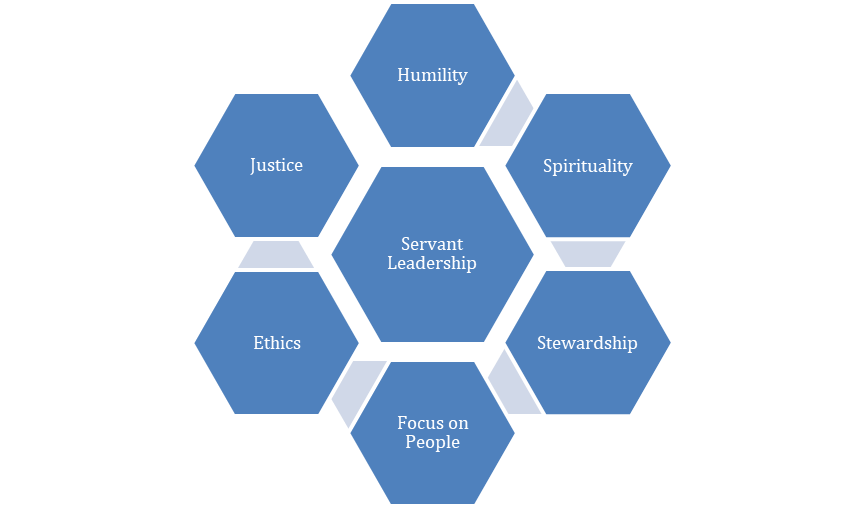 Humility
Justice
Spirituality
Servant
Leadership
Ethics
Stewardship
Focus on
People